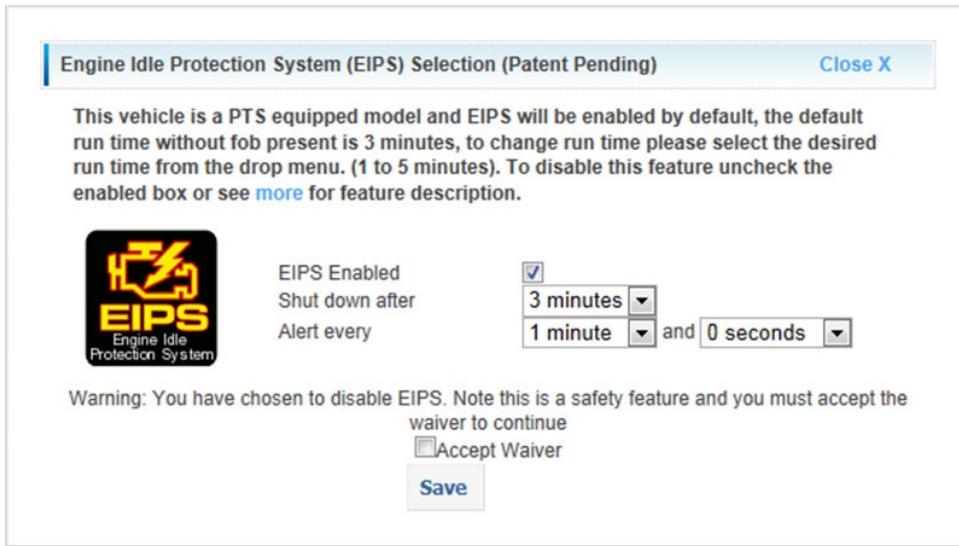 Engine Idle Protection System (EIPS) Selection (Patent Pending) Close X
This vehicle is a PTS equipped model and EIPS will be enabled by default, the default
run time without fob present is 3 minutes, to change run time please select the desired
run time from the drop menu. (1 to 5 minutes). To disable this feature uncheck the
enabled box or see more for feature description.
EIPS
Engine Idle
Protection System
EIPS Enabled
Shut down after 3 minutes
Alert every 1 minute and 0 seconds
Warning: You have chosen to disable EIPS. Note this is a safety feature and you must accept the
waiver to continue
Accept Waiver
Save